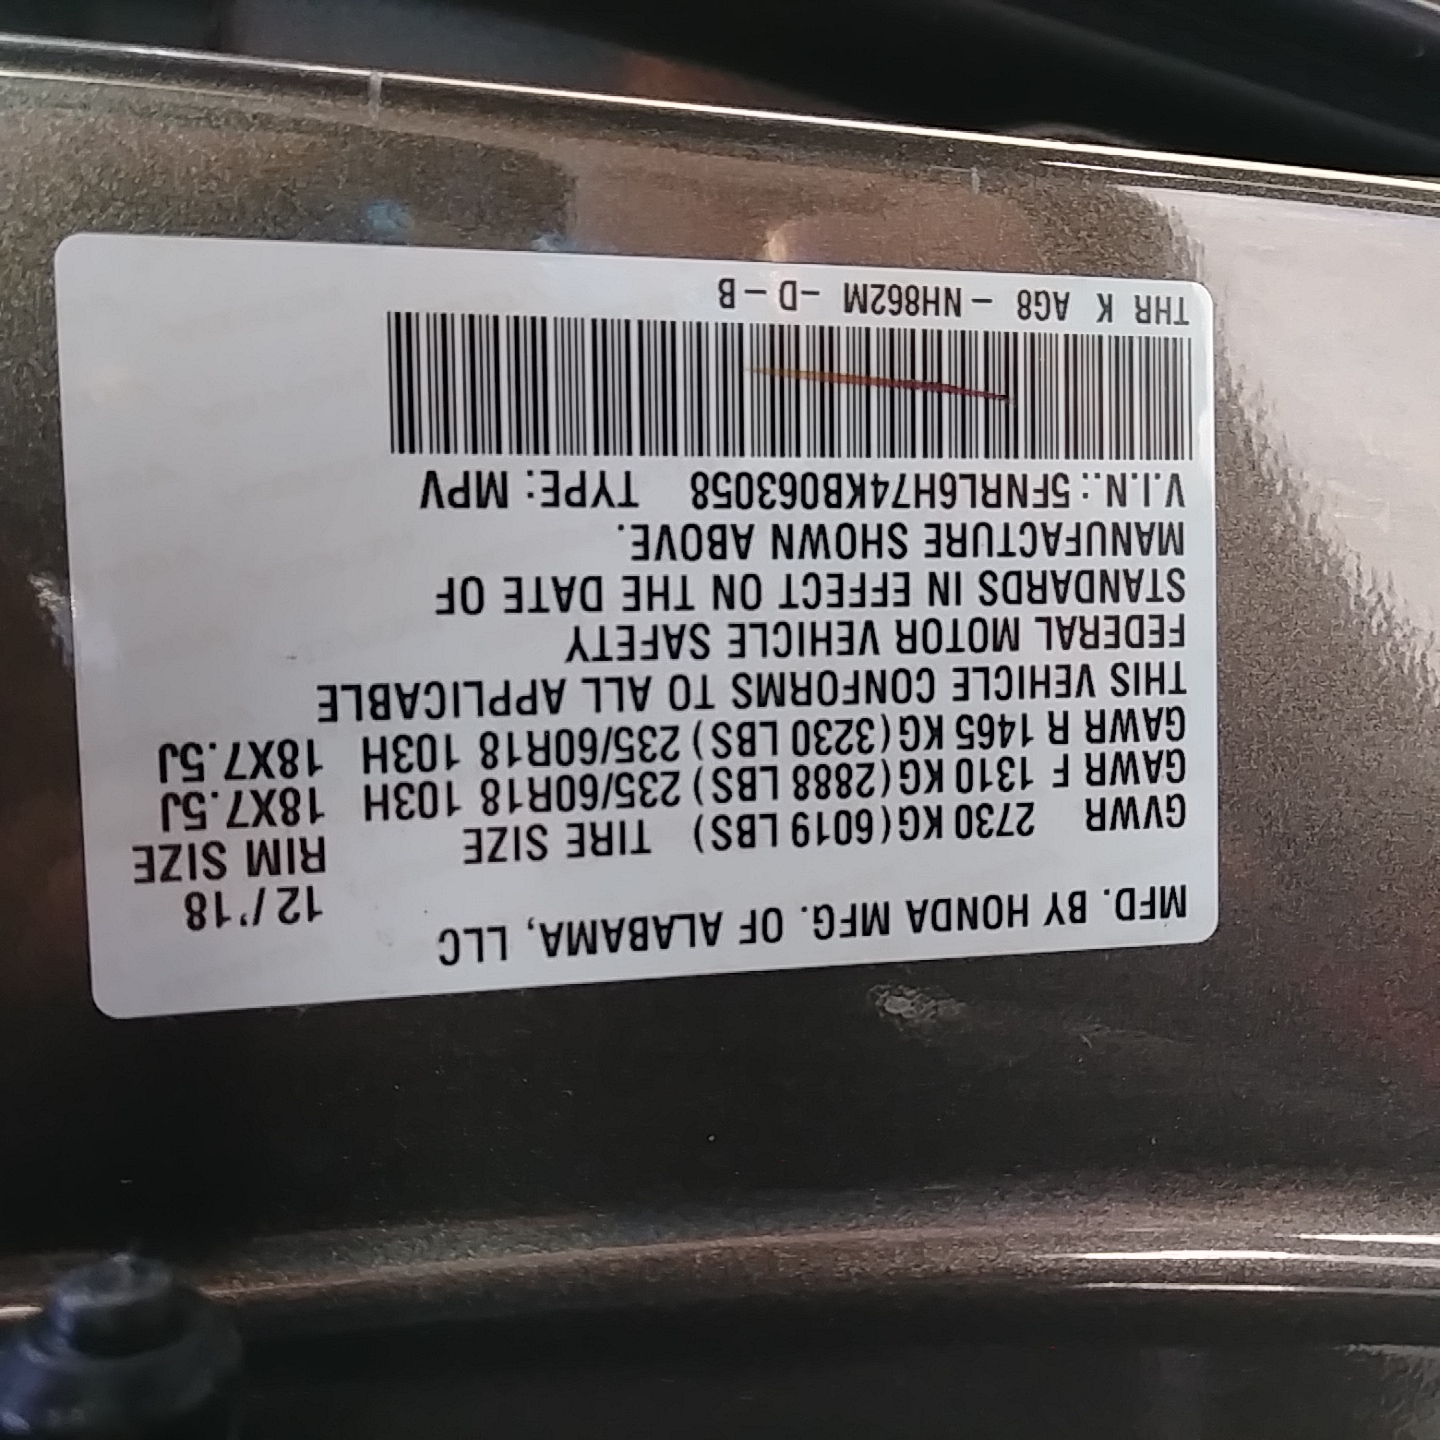 MFD. BY HONDA MFG. OF ALABAMA, LLC 12/'18
GVWR 2730 KG(6019 LBS) TIRE SIZE RIM SIZE
GAWR F 1310 KG(2888 LBS) 235/60R18 103H 18X7.5J
GAWR R 1465 KG(3230 LBS) 235/60R18 103H 18X7.5J
THIS VEHICLE CONFORMS TO ALL APPLICABLE
FEDERAL MOTOR VEHICLE SAFETY
STANDARDS IN EFFECT ON THE DATE OF
MANUFACTURE SHOWN ABOVE.
V.I.N.: 5FNRL6H74KB063058 TYPE: MPV
THR K AG8 - NH862M - D - B